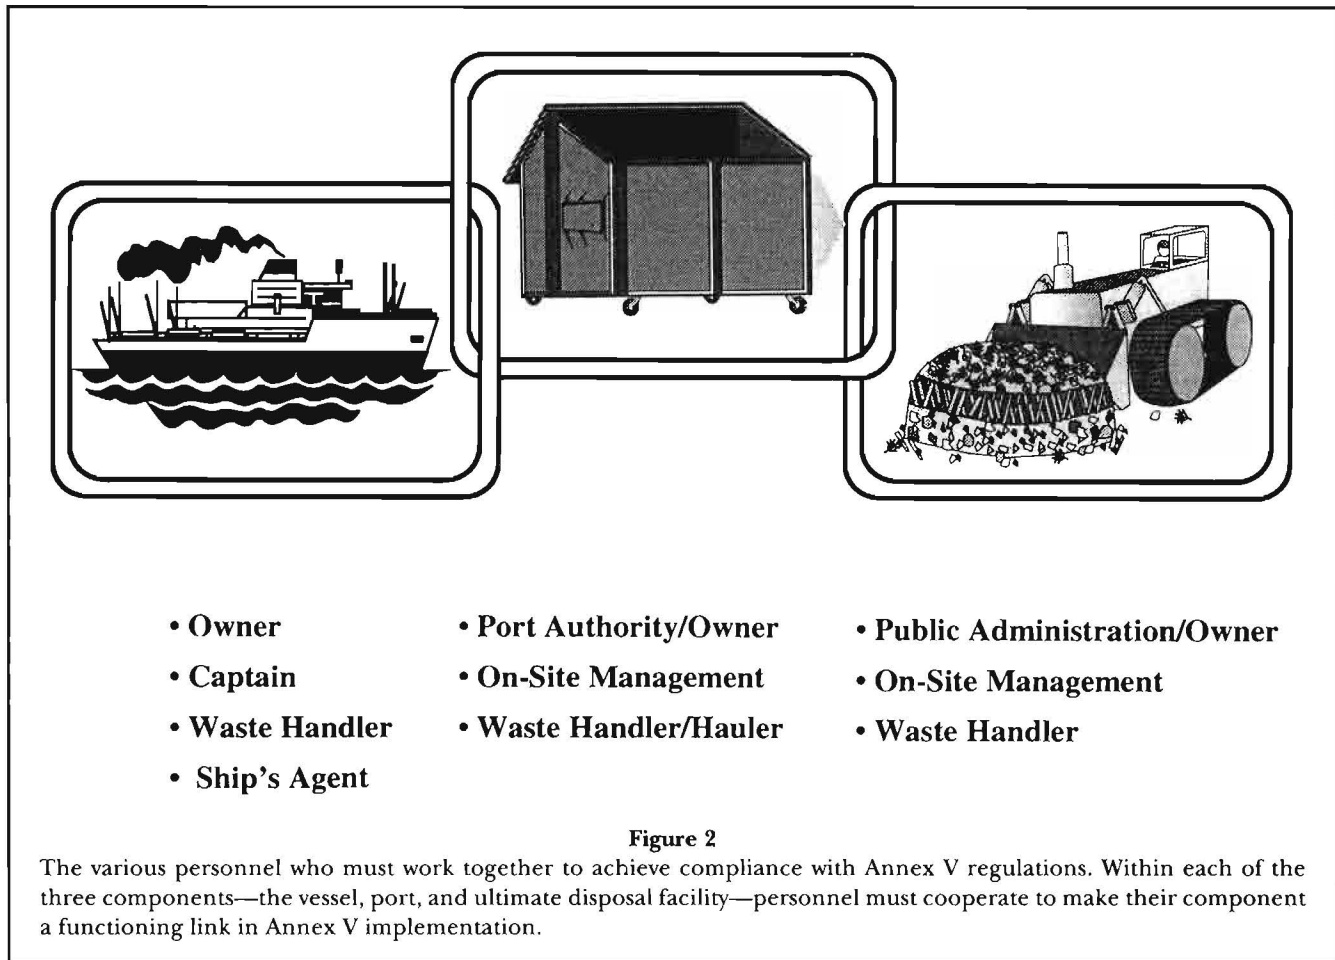 • Owner
• Captain
• Waste Handler
• Ship's Agent
• Port Authority/Owner
• On-Site Management
• Waste Handler/Hauler
• Public Administration/Owner
• On-Site Management
• Waste Handler
Figure 2
The various personnel who must work together to achieve compliance with Annex V regulations. Within each of the
three components—the vessel, port, and ultimate disposal facility—personnel must cooperate to make their component
a functioning link in Annex V implementation.